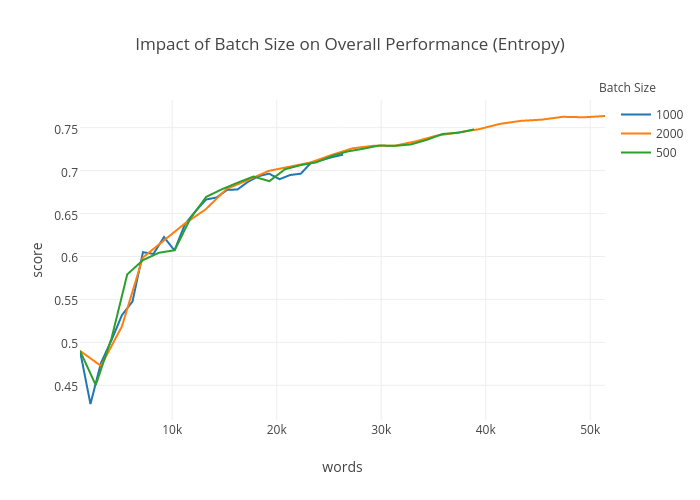 Impact of Batch Size on Overall Performance (Entropy)
Batch Size
1000
2000
500
score
0.75
0.7
0.65
0.6
0.55
0.5
0.45
10k
20k
30k
40k
50k
words